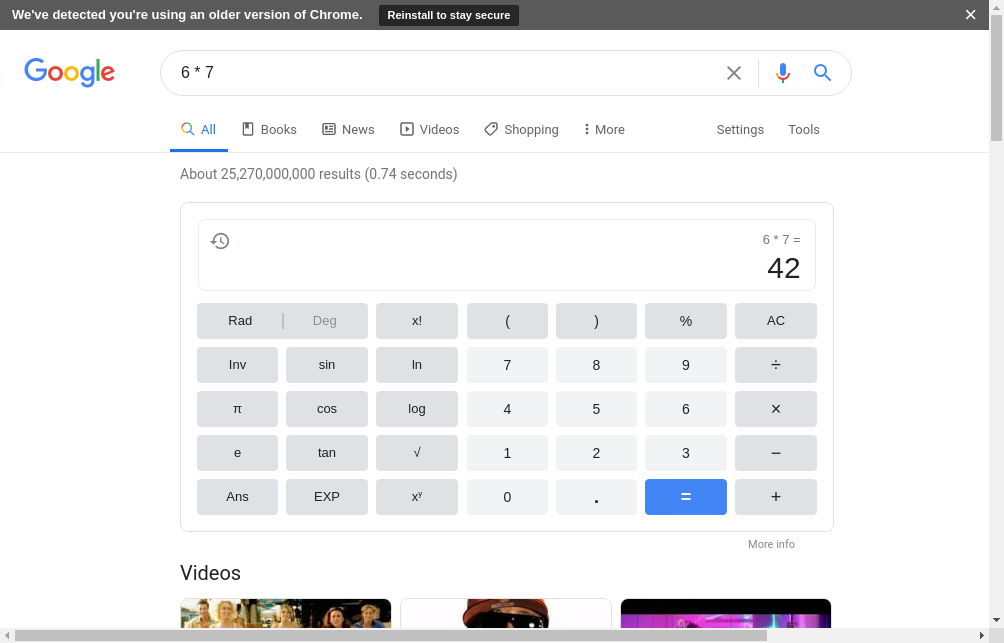 We've detected you're using an older version of Chrome. Reinstall to stay secure
Google
6 * 7
All Books News Videos Shopping More Settings Tools
About 25,270,000,000 results (0.74 seconds)
6 * 7 =
42
Rad Deg x! ( ) % AC
Inv sin ln 7 8 9 ÷
π cos log 4 5 6 ×
e tan √ 1 2 3 −
Ans EXP xʸ 0 . = +
More info
Videos